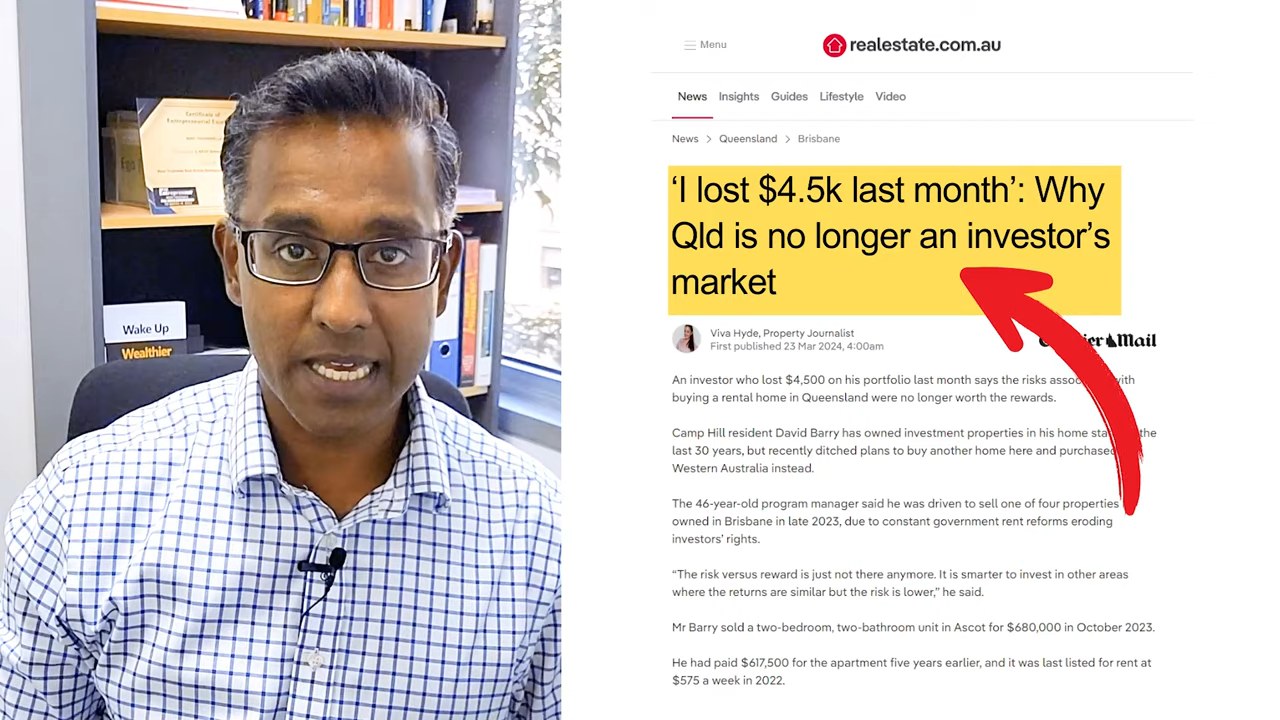 Certificate of
Wake Up
Wealthier
Menu
realestate.com.au
News Insights Guides Lifestyle Video
News > Queensland > Brisbane
‘I lost $4.5k last month’: Why
Qld is no longer an investor’s
market
Viva Hyde, Property Journalist
First published 23 Mar 2024, 4:00am
Mail
An investor who lost $4,500 on his portfolio last month says the risks with
buying a rental home in Queensland were no longer worth the rewards.
Camp Hill resident David Barry has owned investment properties in his home the
last 30 years, but recently ditched plans to buy another home here and purchased
Western Australia instead.
The 46-year-old program manager said he was driven to sell one of four properties
owned in Brisbane in late 2023, due to constant government rent reforms eroding
investors’ rights.
“The risk versus reward is just not there anymore. It is smarter to invest in other areas
where the returns are similar but the risk is lower,” he said.
Mr Barry sold a two-bedroom, two-bathroom unit in Ascot for $680,000 in October 2023.
He had paid $617,500 for the apartment five years earlier, and it was last listed for rent at
$575 a week in 2022.